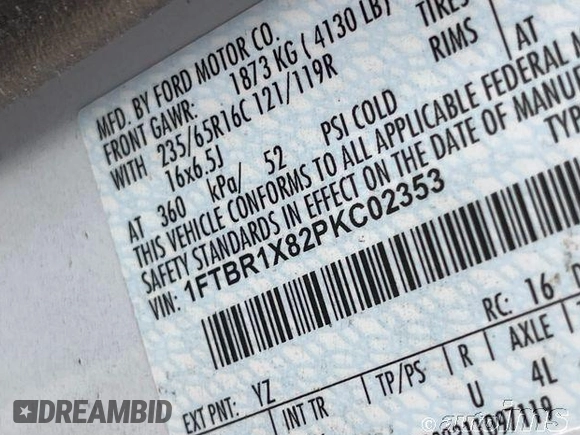 MFD. BY FORD MOTOR CO.
FRONT GAWR: 1873 KG ( 4130 LB)
WITH 235/65R16C 121/119R TIRES
16x6.5J RIMS
AT 360 kPa/ 52 PSI COLD AT
THIS VEHICLE CONFORMS TO ALL APPLICABLE FEDERAL
SAFETY STANDARDS IN EFFECT ON THE DATE OF MANU
VIN: 1FTBR1X82PKC02353 TYP
RC: 16
EXT PNT: YZ
INT TR TP/PS R AXLE
U 4L
DREAMBID
autoims